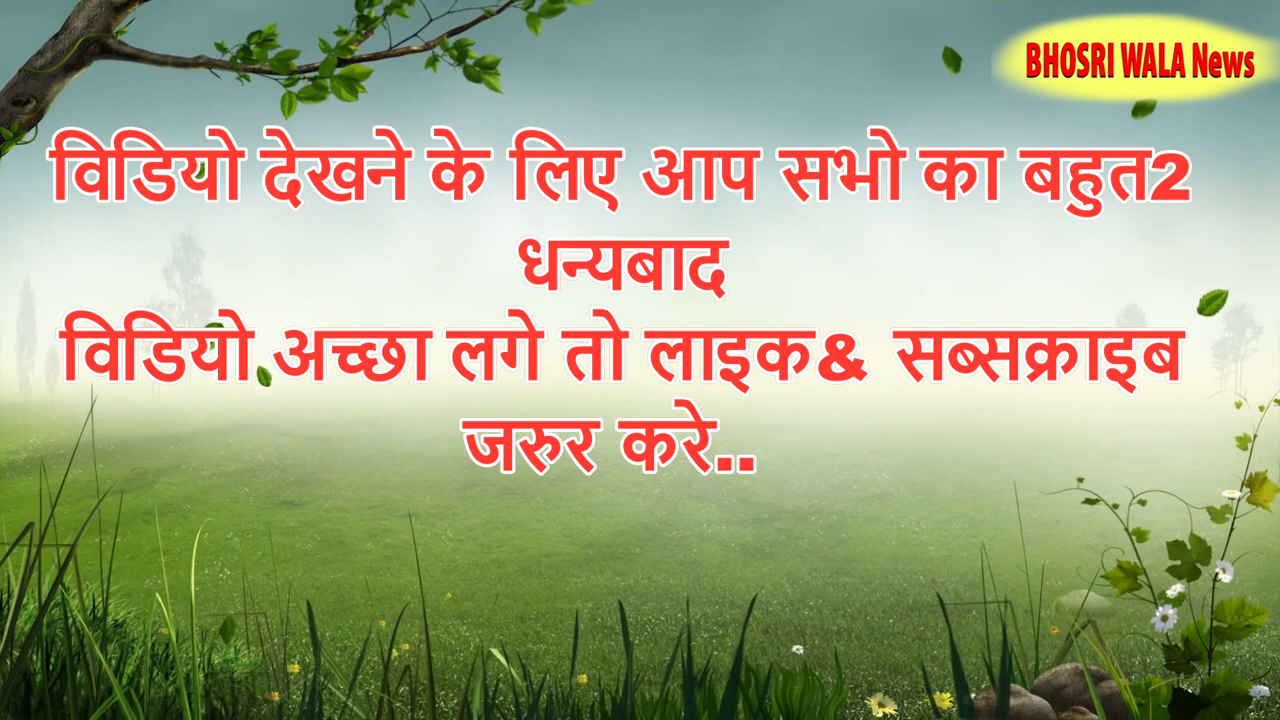 BHOSRI WALA News
विडियो देखने के लिए आप सभो का बहुत2
धन्यबाद
विडियो अच्छा लगे तो लाइक& सब्सक्राइब
जरुर करे..